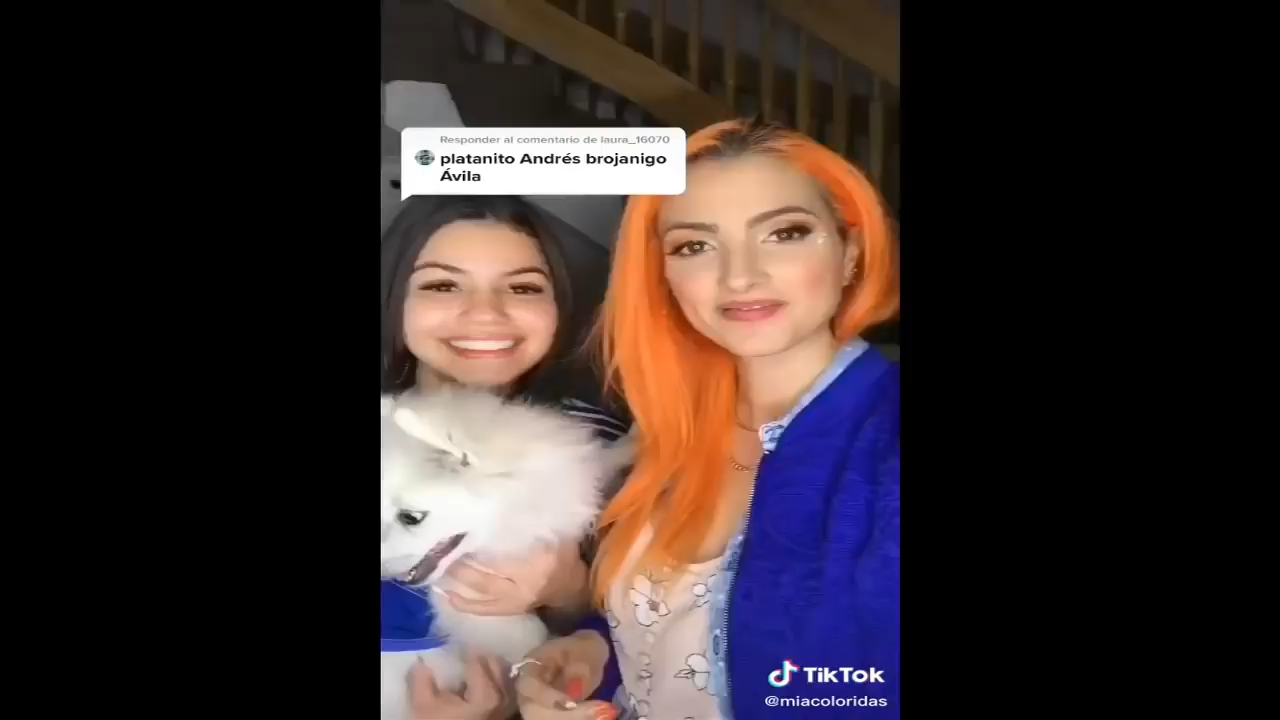 Responder al comentario de laura_16070
platanito Andrés brojanigo
Ávila
TikTok
@miacoloridas